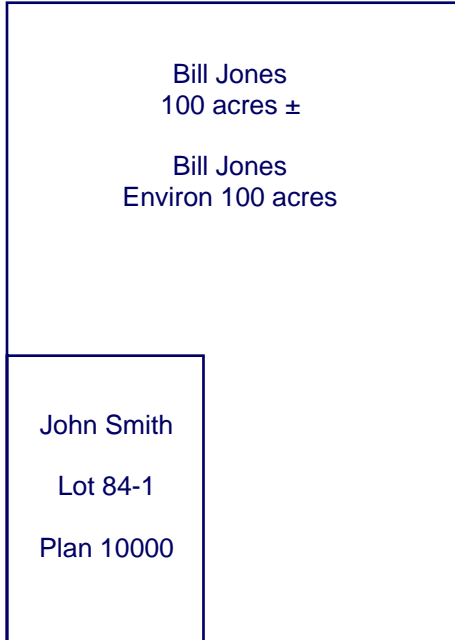 Bill Jones
100 acres ±
Bill Jones
Environ 100 acres
John Smith
Lot 84-1
Plan 10000